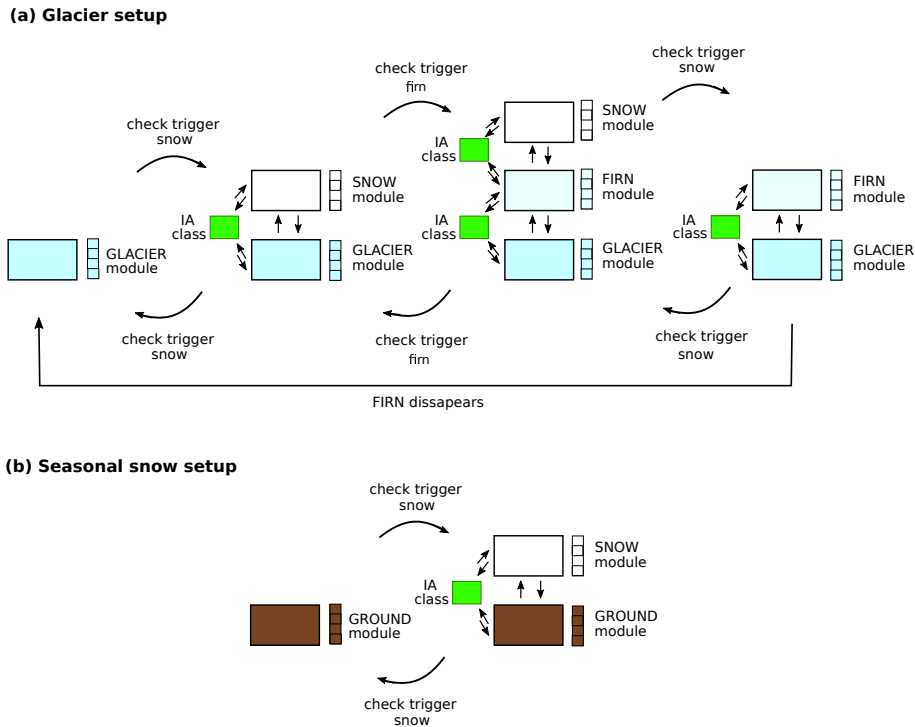 (a) Glacier setup
check trigger
snow
GLACIER
module
check trigger
snow
IA
class
SNOW
module
GLACIER
module
check trigger
firn
check trigger
firn
IA
class
IA
class
SNOW
module
FIRN
module
GLACIER
module
check trigger
snow
check trigger
snow
IA
class
FIRN
module
GLACIER
module
FIRN dissapears
(b) Seasonal snow setup
check trigger
snow
GROUND
module
IA
class
SNOW
module
GROUND
module
check trigger
snow